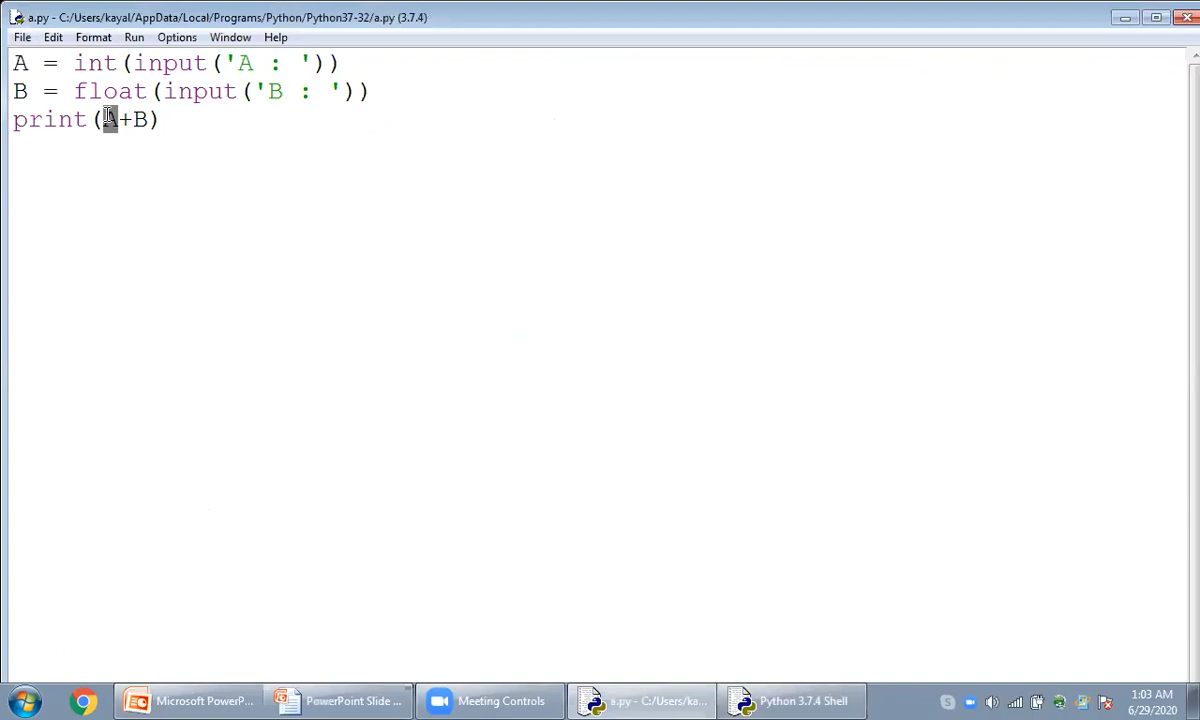 a.py - C:/Users/kayal/AppData/Local/Programs/Python/Python37-32/a.py (3.7.4)
File Edit Format Run Options Window Help
A = int(input('A : '))
B = float(input('B : '))
print(A+B)
Microsoft PowerP... PowerPoint Slide ... Meeting Controls a.py - C:/Users/ka... Python 3.7.4 Shell 1:03 AM
6/29/2020